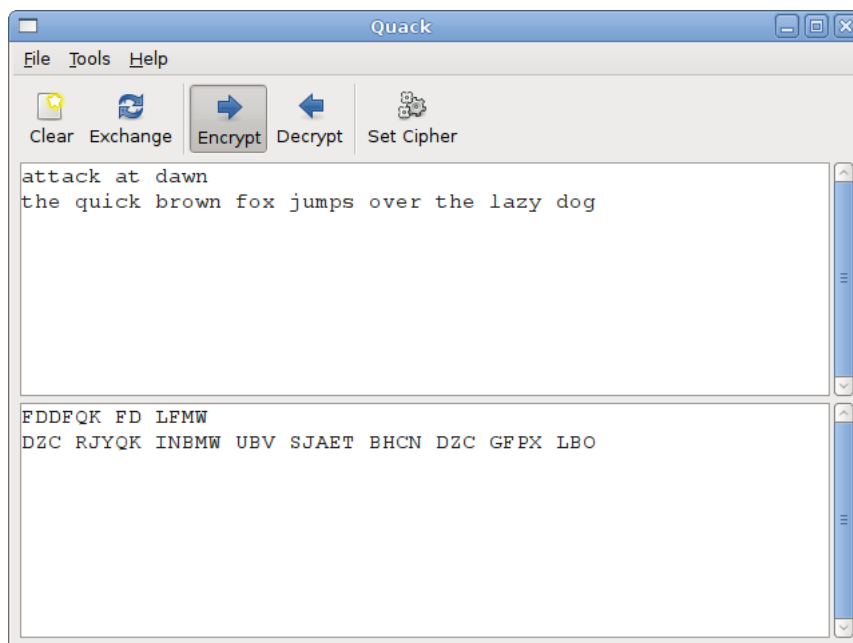 Quack
File Tools Help
Clear Exchange Encrypt Decrypt Set Cipher
attack at dawn
the quick brown fox jumps over the lazy dog
FDDFQK FD LFMW
DZC RJYQK INBMW UBV SJAET BHCN DZC GFPX LBO